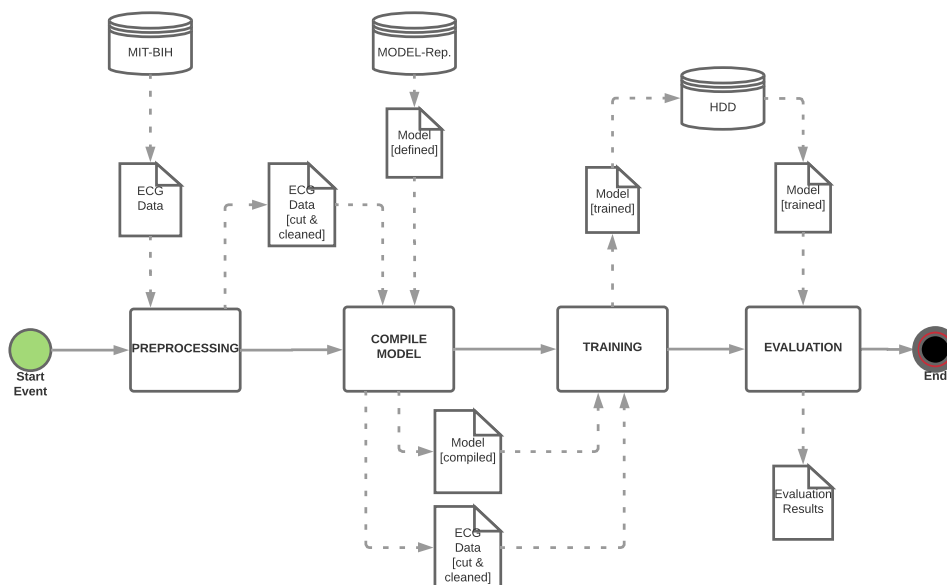 MIT-BIH
MODEL-Rep.
HDD
Model
[defined]
ECG
Data
ECG
Data
[cut &
cleaned]
Model
[trained]
Model
[trained]
PREPROCESSING
COMPILE
MODEL
TRAINING
EVALUATION
Start
Event
End
Model
[compiled]
Evaluation
Results
ECG
Data
[cut &
cleaned]